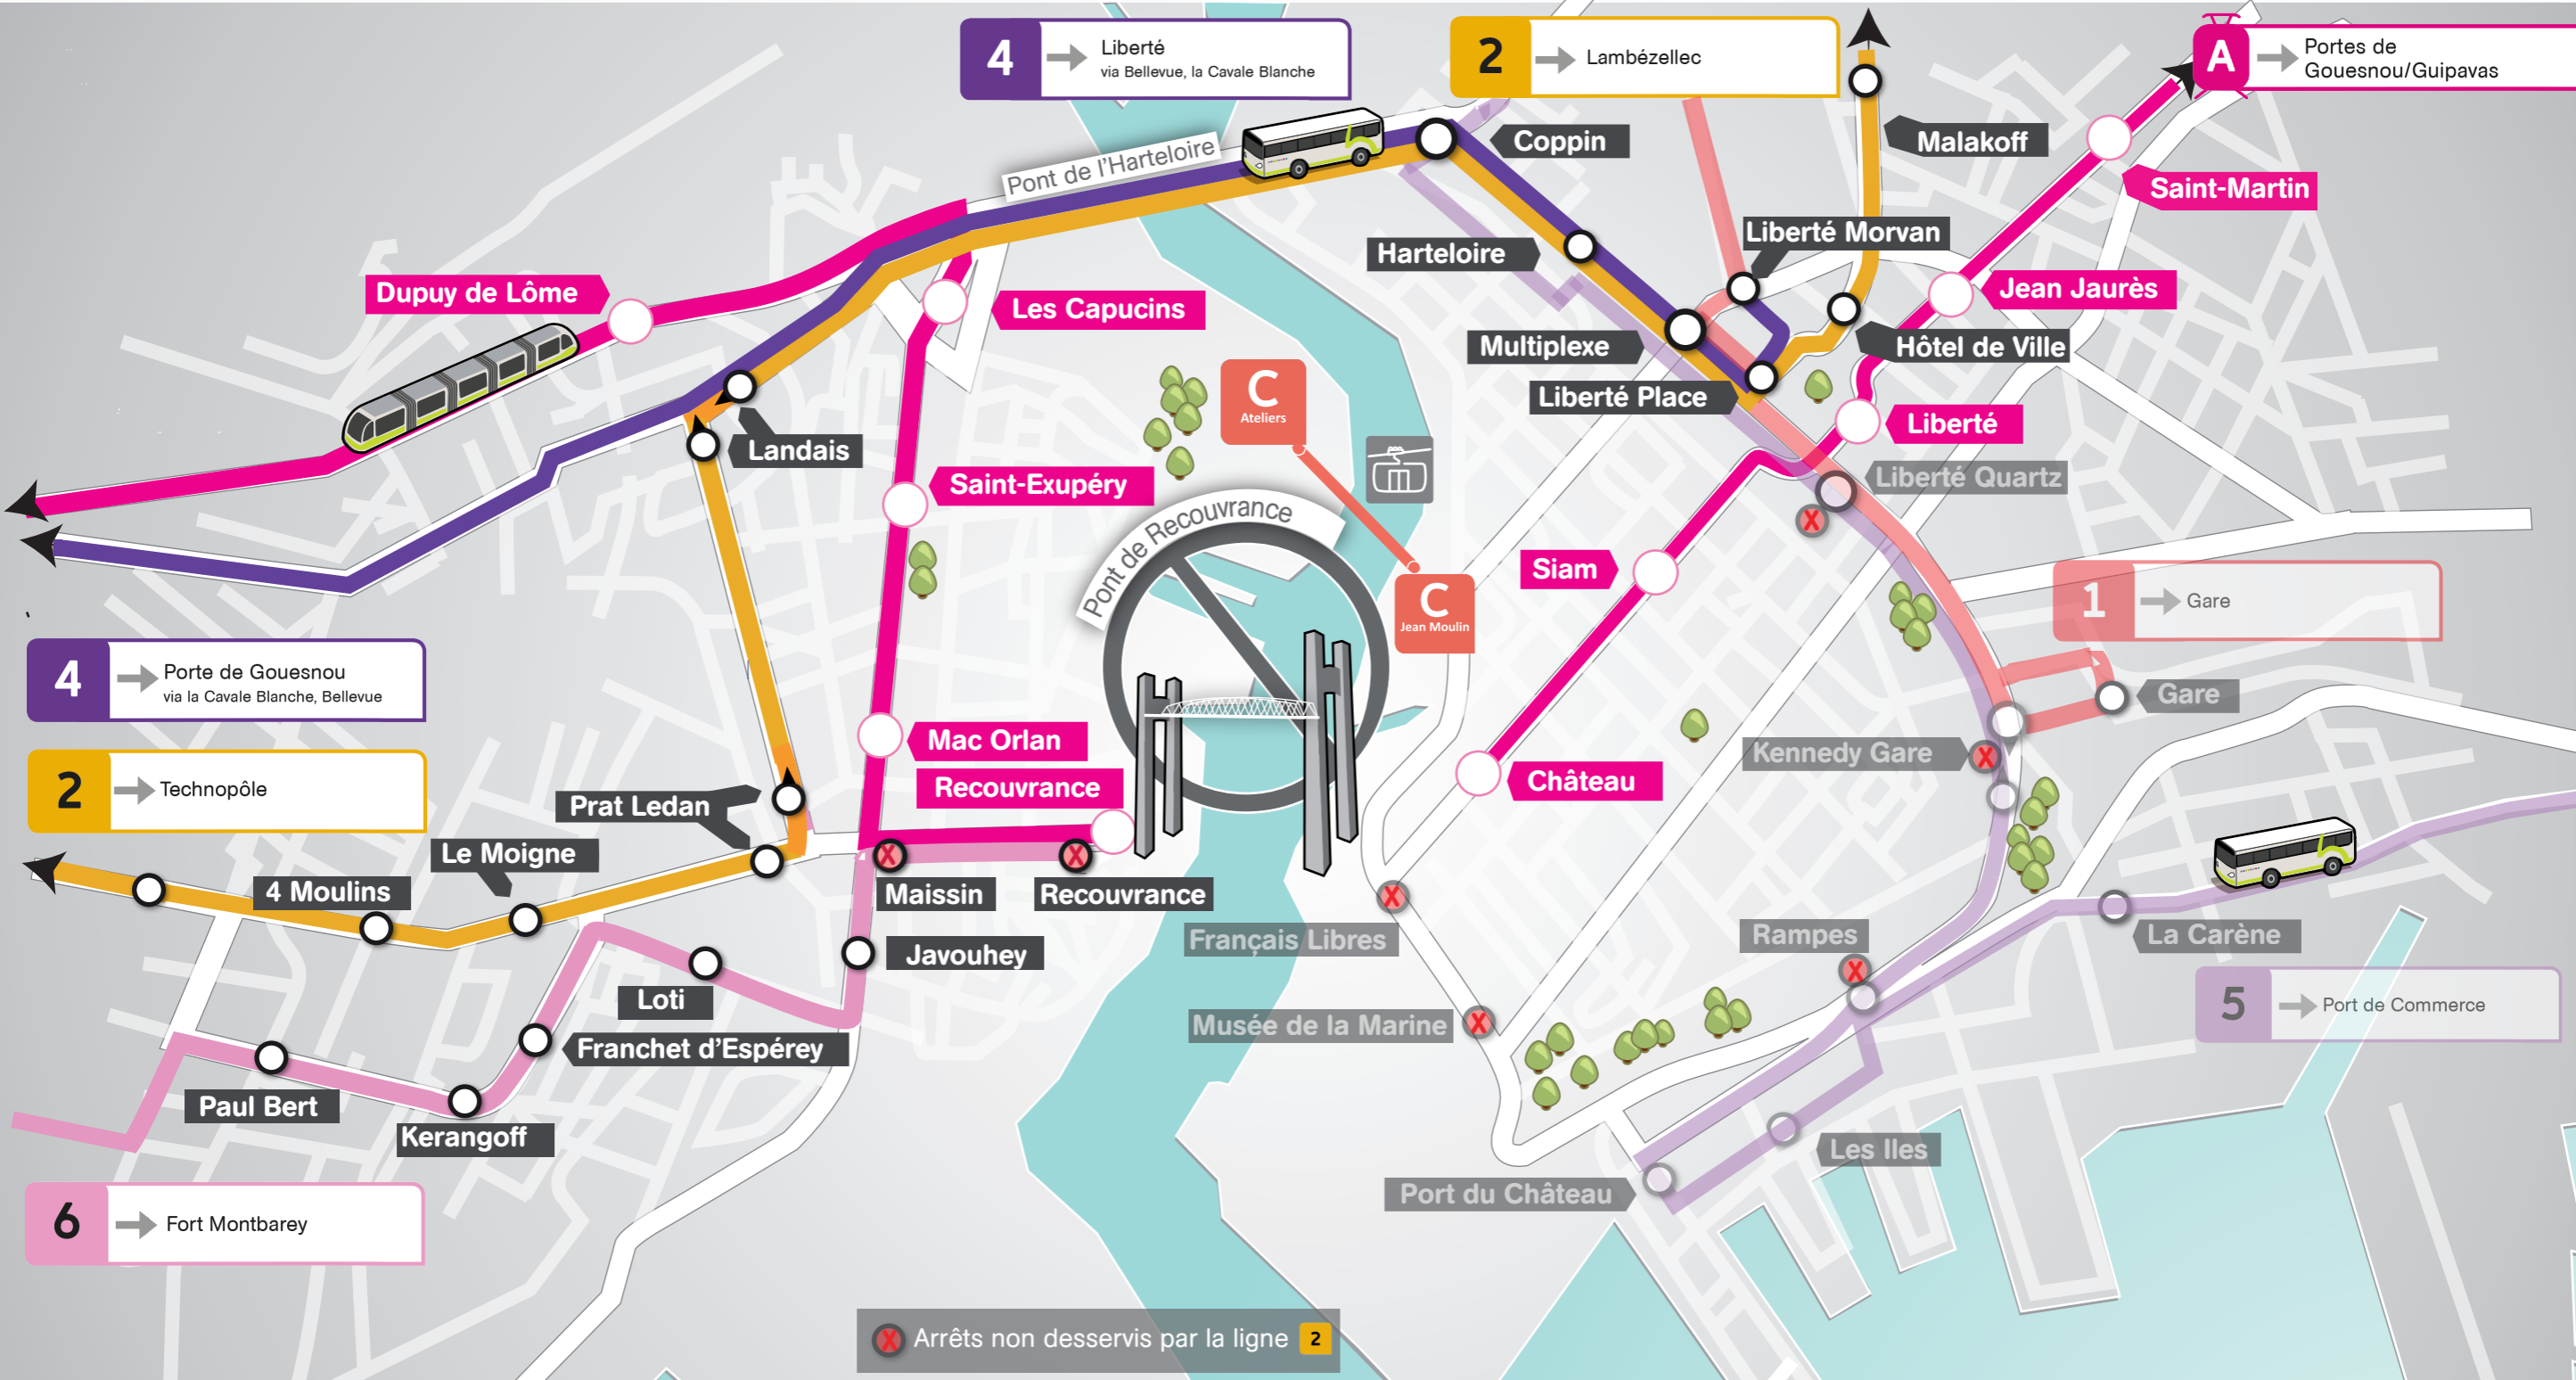 4
Liberté
via Bellevue, la Cavale Blanche
2
Lambézellec
A
Portes de
Gouesnou/Guipavas
Pont de l'Harteloire
Coppin
Malakoff
Saint-Martin
Harteloire
Liberté Morvan
Dupuy de Lôme
Les Capucins
Jean Jaurès
Multiplexe
Hôtel de Ville
Liberté Place
C
Ateliers
Liberté
Landais
Saint-Exupéry
Liberté Quartz
Pont de Recouvrance
X
Siam
C
Jean Moulin
1
Gare
4
Porte de Gouesnou
via la Cavale Blanche, Bellevue
Gare
Mac Orlan
Kennedy Gare
X
Recouvrance
Château
2
Technopôle
Prat Ledan
Le Moigne
X
X
4 Moulins
Maissin
Recouvrance
X
Français Libres
Rampes
La Carène
Javouhey
X
Loti
5
Port de Commerce
Musée de la Marine
X
Franchet d'Espérey
Paul Bert
Kerangoff
Les Iles
Port du Château
6
Fort Montbarey
X
Arrêts non desservis par la ligne 2